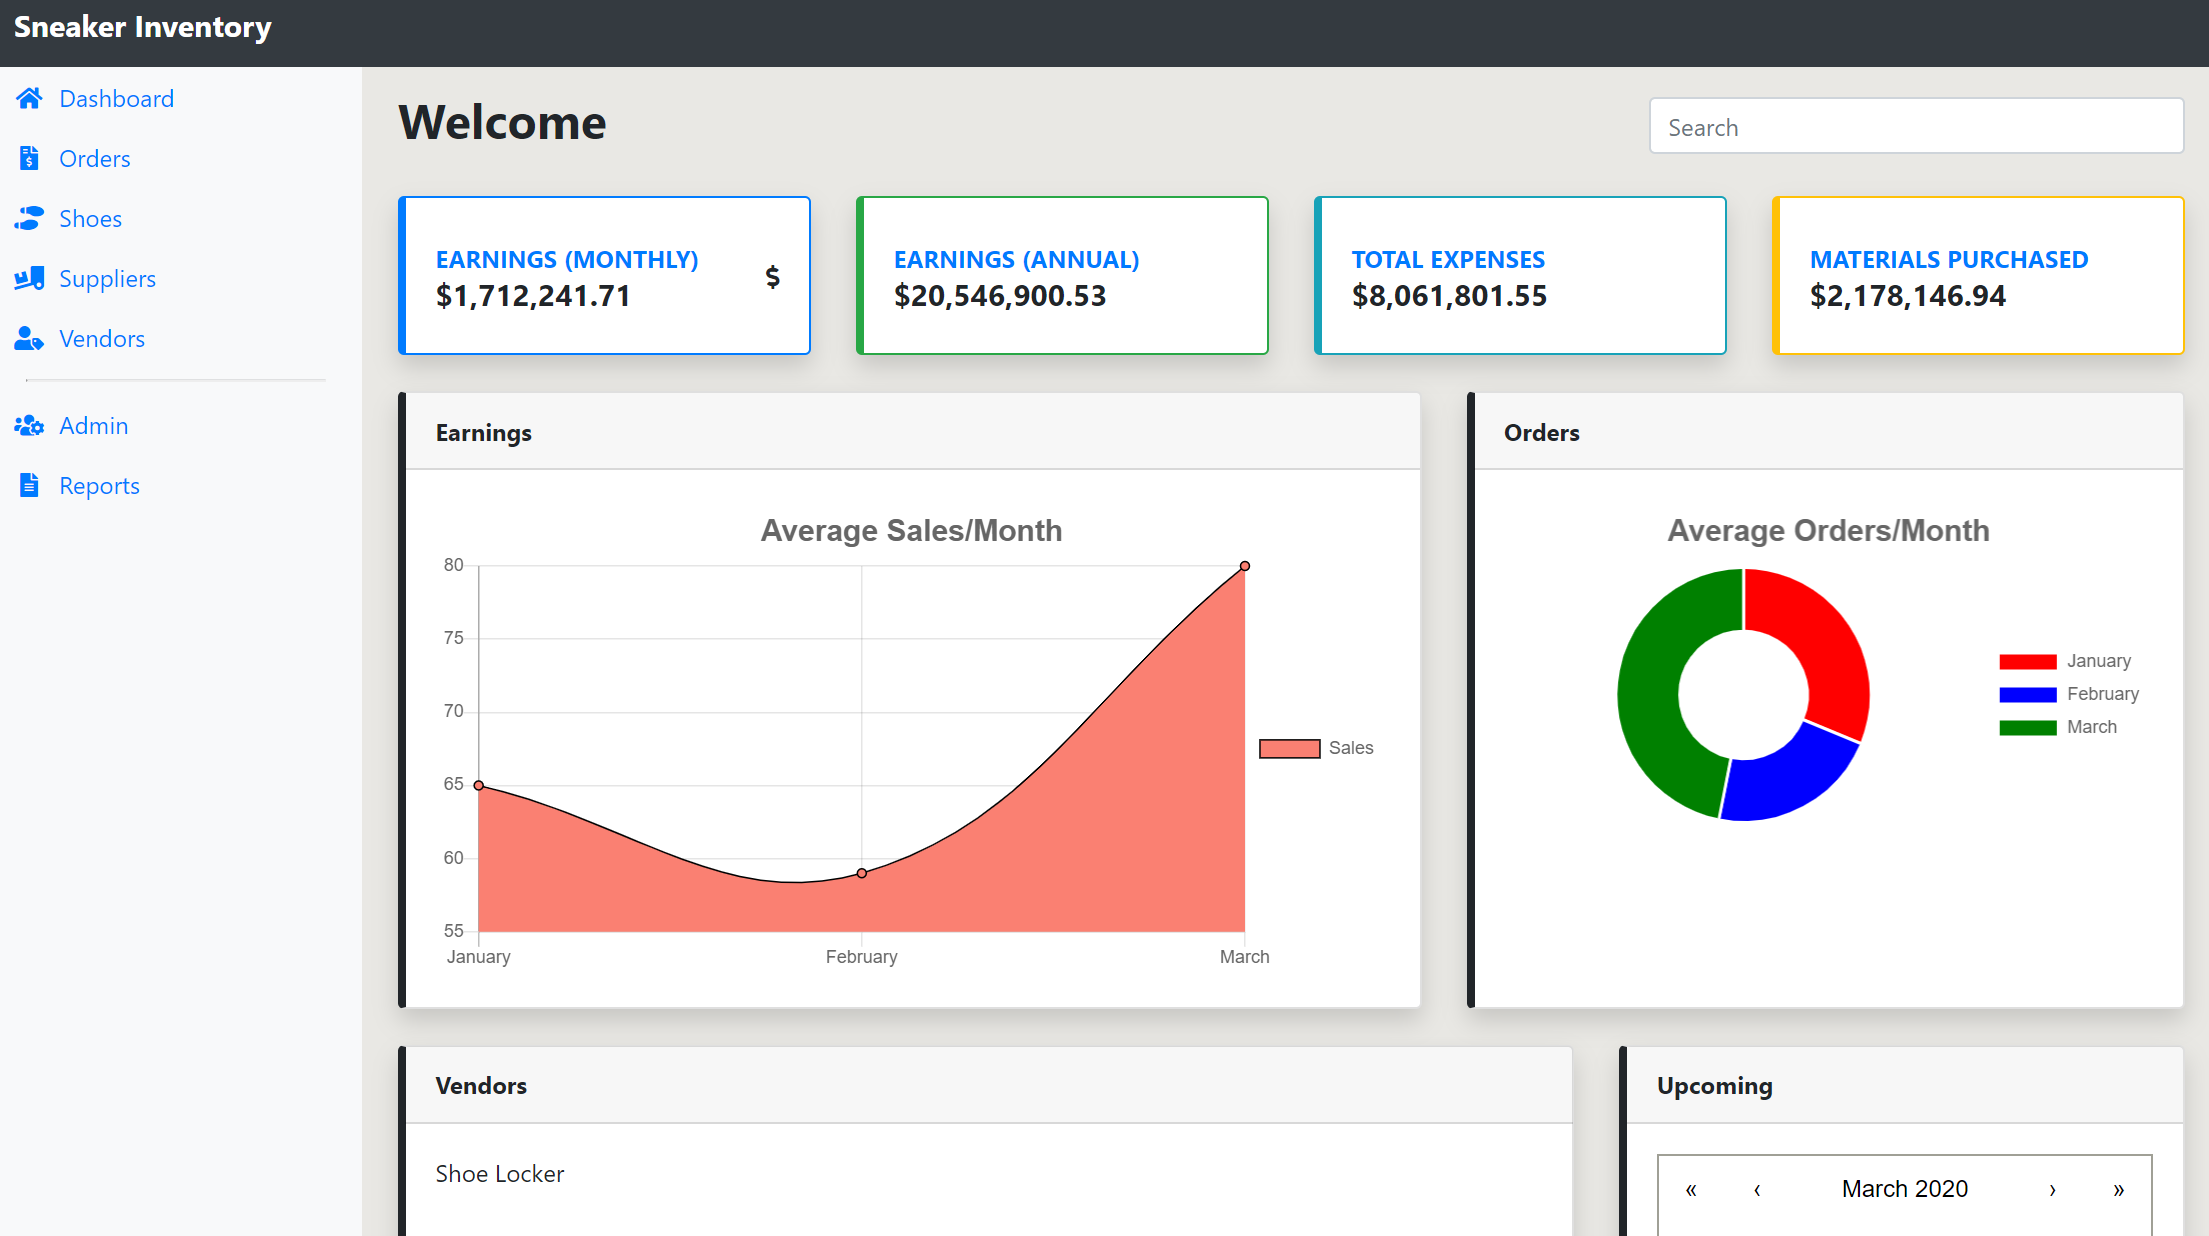 Sneaker Inventory
Dashboard
Orders
Shoes
Suppliers
Vendors
Admin
Reports
Welcome
Search
EARNINGS (MONTHLY)
$1,712,241.71
$
EARNINGS (ANNUAL)
$20,546,900.53
TOTAL EXPENSES
$8,061,801.55
MATERIALS PURCHASED
$2,178,146.94
Earnings
Average Sales/Month
80
75
70
65
60
55
January
February
March
Sales
Orders
Average Orders/Month
January
February
March
Vendors
Shoe Locker
Upcoming
« ‹ March 2020 › »